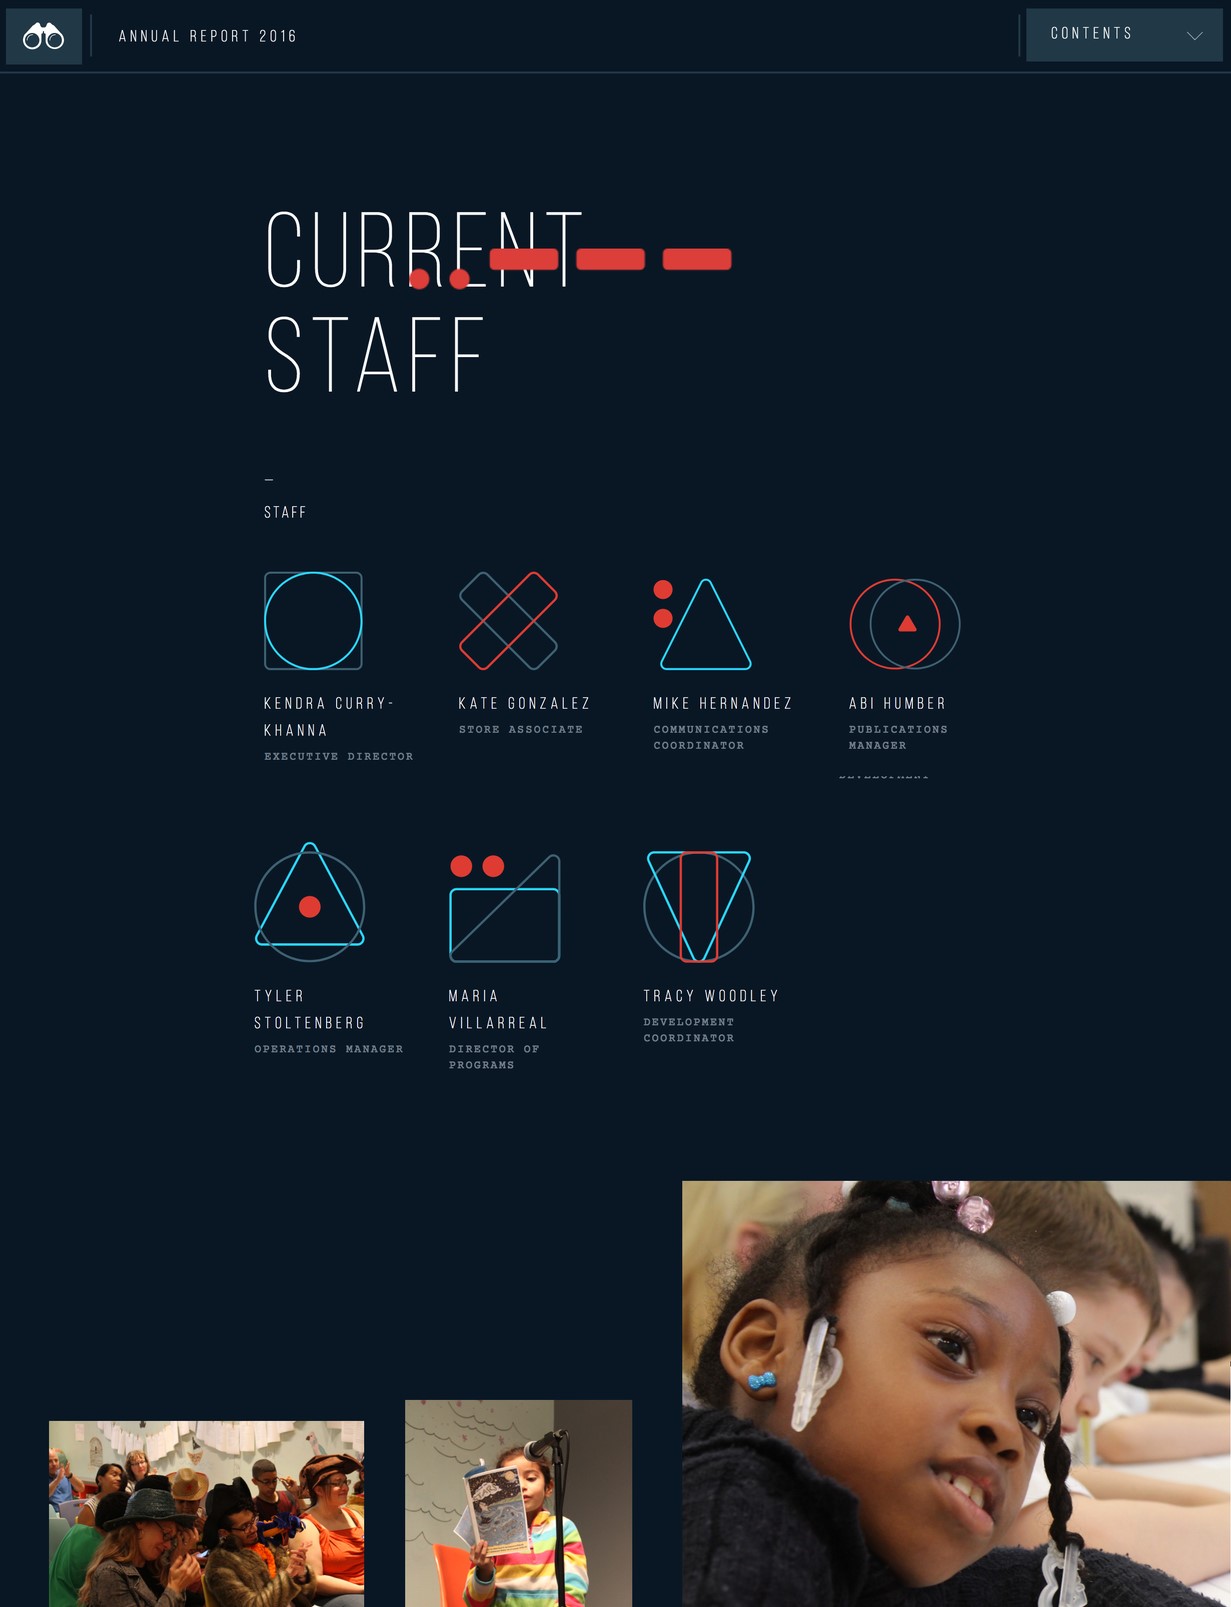 ANNUAL REPORT 2016
CONTENTS
CURRENT
STAFF
–
STAFF
KENDRA CURRY-
KHANNA
EXECUTIVE DIRECTOR
KATE GONZALEZ
STORE ASSOCIATE
MIKE HERNANDEZ
COMMUNICATIONS
COORDINATOR
ABI HUMBER
PUBLICATIONS
MANAGER
TYLER
STOLTENBERG
OPERATIONS MANAGER
MARIA
VILLARREAL
DIRECTOR OF
PROGRAMS
TRACY WOODLEY
DEVELOPMENT
COORDINATOR